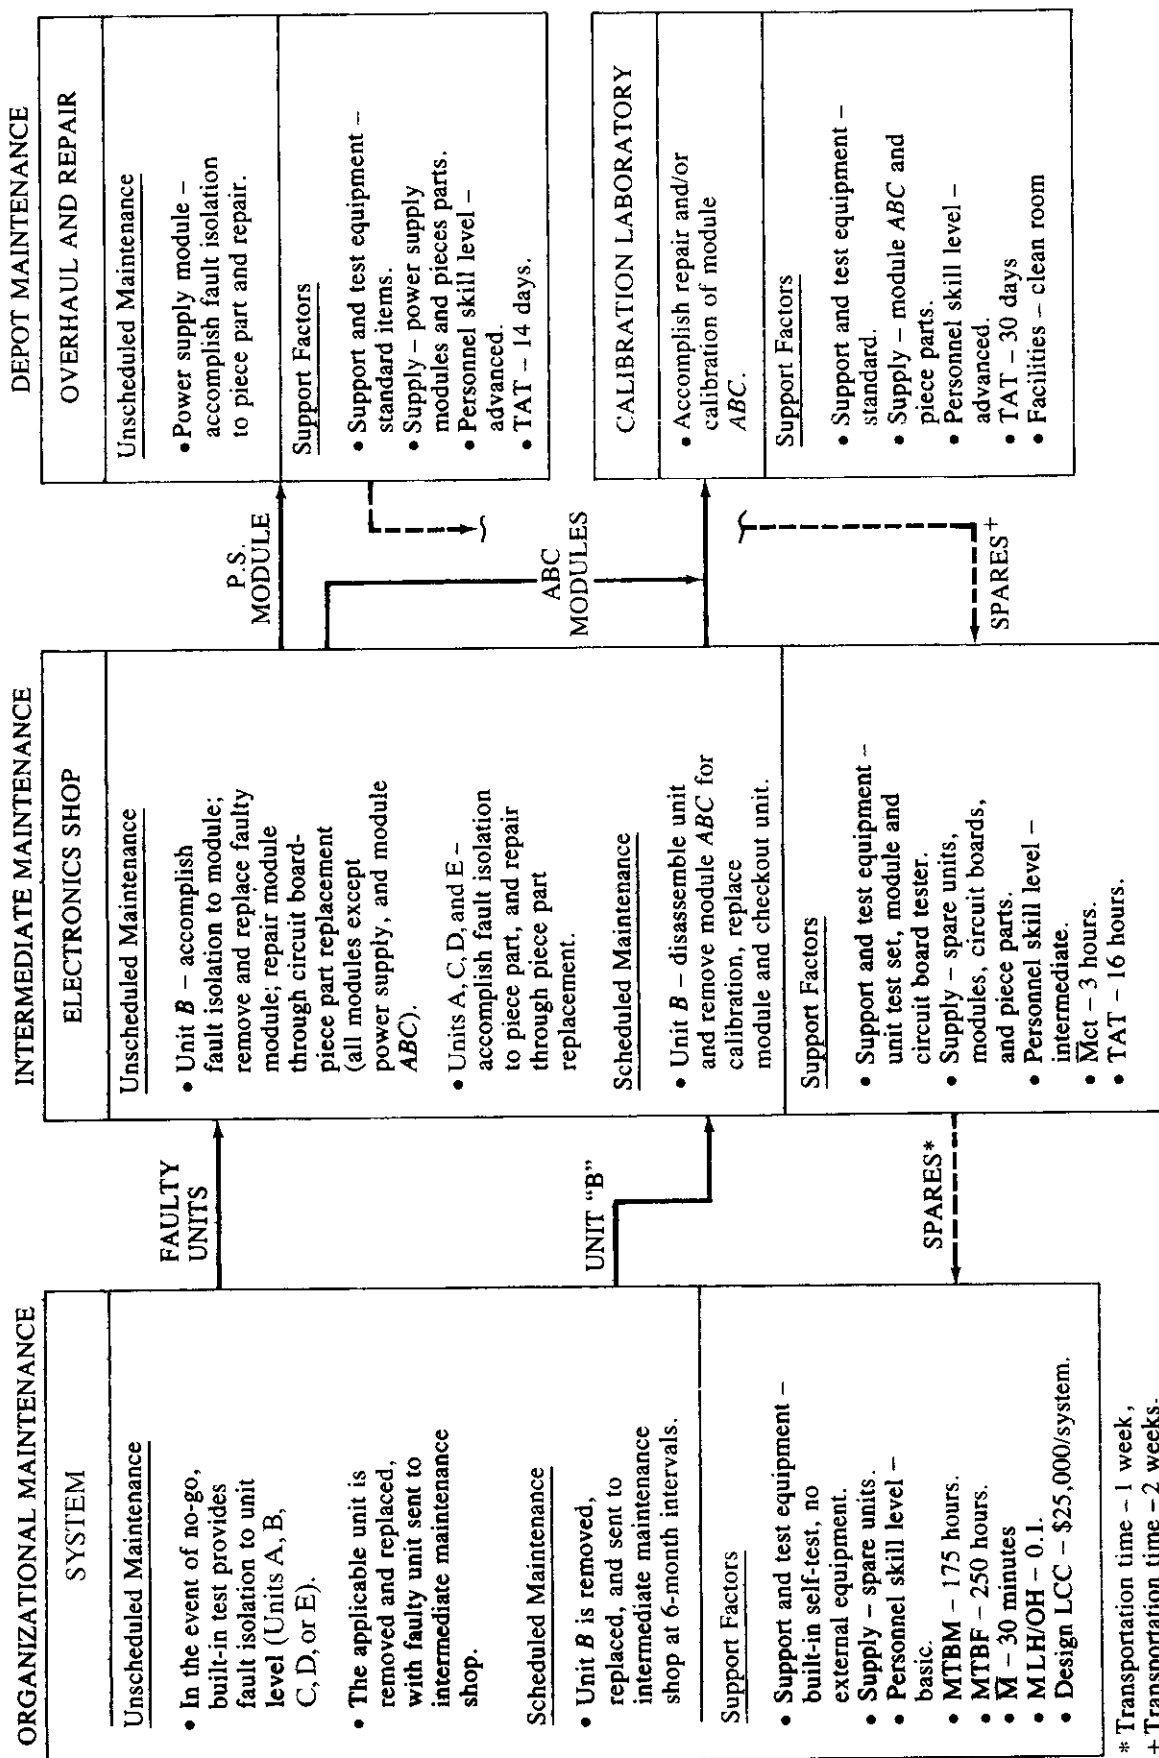 ORGANIZATIONAL MAINTENANCE
SYSTEM
Unscheduled Maintenance
• In the event of no-go,
built-in test provides
fault isolation to unit
level (Units A, B,
C, D, or E).
• The applicable unit is
removed and replaced,
with faulty unit sent to
intermediate maintenance
shop.
Scheduled Maintenance
• Unit B is removed,
replaced, and sent to
intermediate maintenance
shop at 6-month intervals.
Support Factors
• Support and test equipment –
built-in self-test, no
external equipment.
• Supply – spare units.
• Personnel skill level –
basic.
• MTBM – 175 hours.
• MTBF – 250 hours.
• M̅ – 30 minutes
• MLH/OH – 0.1.
• Design LCC – $25,000/system.
FAULTY
UNITS
UNIT “B”
SPARES*
INTERMEDIATE MAINTENANCE
ELECTRONICS SHOP
Unscheduled Maintenance
• Unit B – accomplish
fault isolation to module;
remove and replace faulty
module; repair module
through circuit board-
piece part replacement
(all modules except
power supply, and module
ABC).
• Units A, C, D, and E –
accomplish fault isolation
to piece part, and repair
through piece part
replacement.
Scheduled Maintenance
• Unit B – disassemble unit
and remove module ABC for
calibration, replace
module and checkout unit.
Support Factors
• Support and test equipment –
unit test set, module and
circuit board tester.
• Supply – spare units,
modules, circuit boards,
and piece parts.
• Personnel skill level –
intermediate.
• M̅ct – 3 hours.
• TAT – 16 hours.
P.S.
MODULE
ABC
MODULES
SPARES+
DEPOT MAINTENANCE
OVERHAUL AND REPAIR
Unscheduled Maintenance
• Power supply module –
accomplish fault isolation
to piece part and repair.
Support Factors
• Support and test equipment –
standard items.
• Supply – power supply
modules and pieces parts.
• Personnel skill level –
advanced.
• TAT – 14 days.
CALIBRATION LABORATORY
• Accomplish repair and/or
calibration of module
ABC.
Support Factors
• Support and test equipment –
standard.
• Supply – module ABC and
piece parts.
• Personnel skill level –
advanced.
• TAT – 30 days
• Facilities – clean room
* Transportation time – 1 week,
+ Transportation time – 2 weeks.